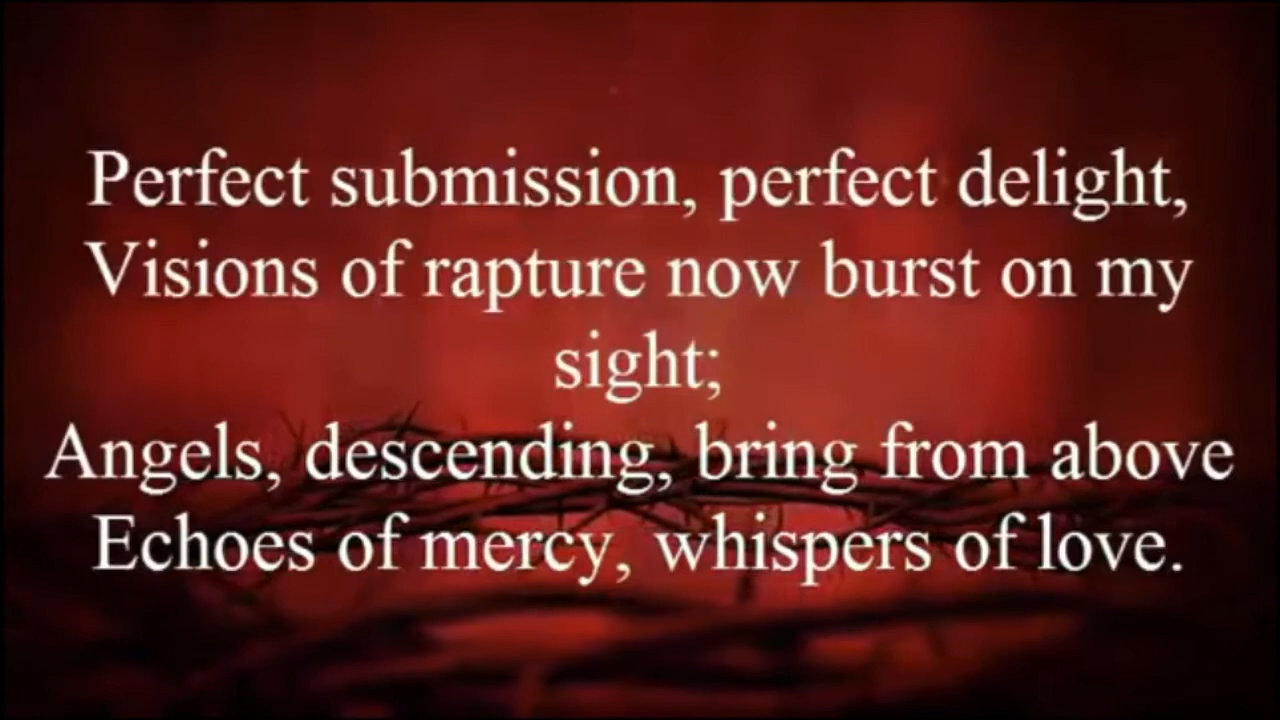 Perfect submission, perfect delight,
Visions of rapture now burst on my
sight;
Angels, descending, bring from above
Echoes of mercy, whispers of love.